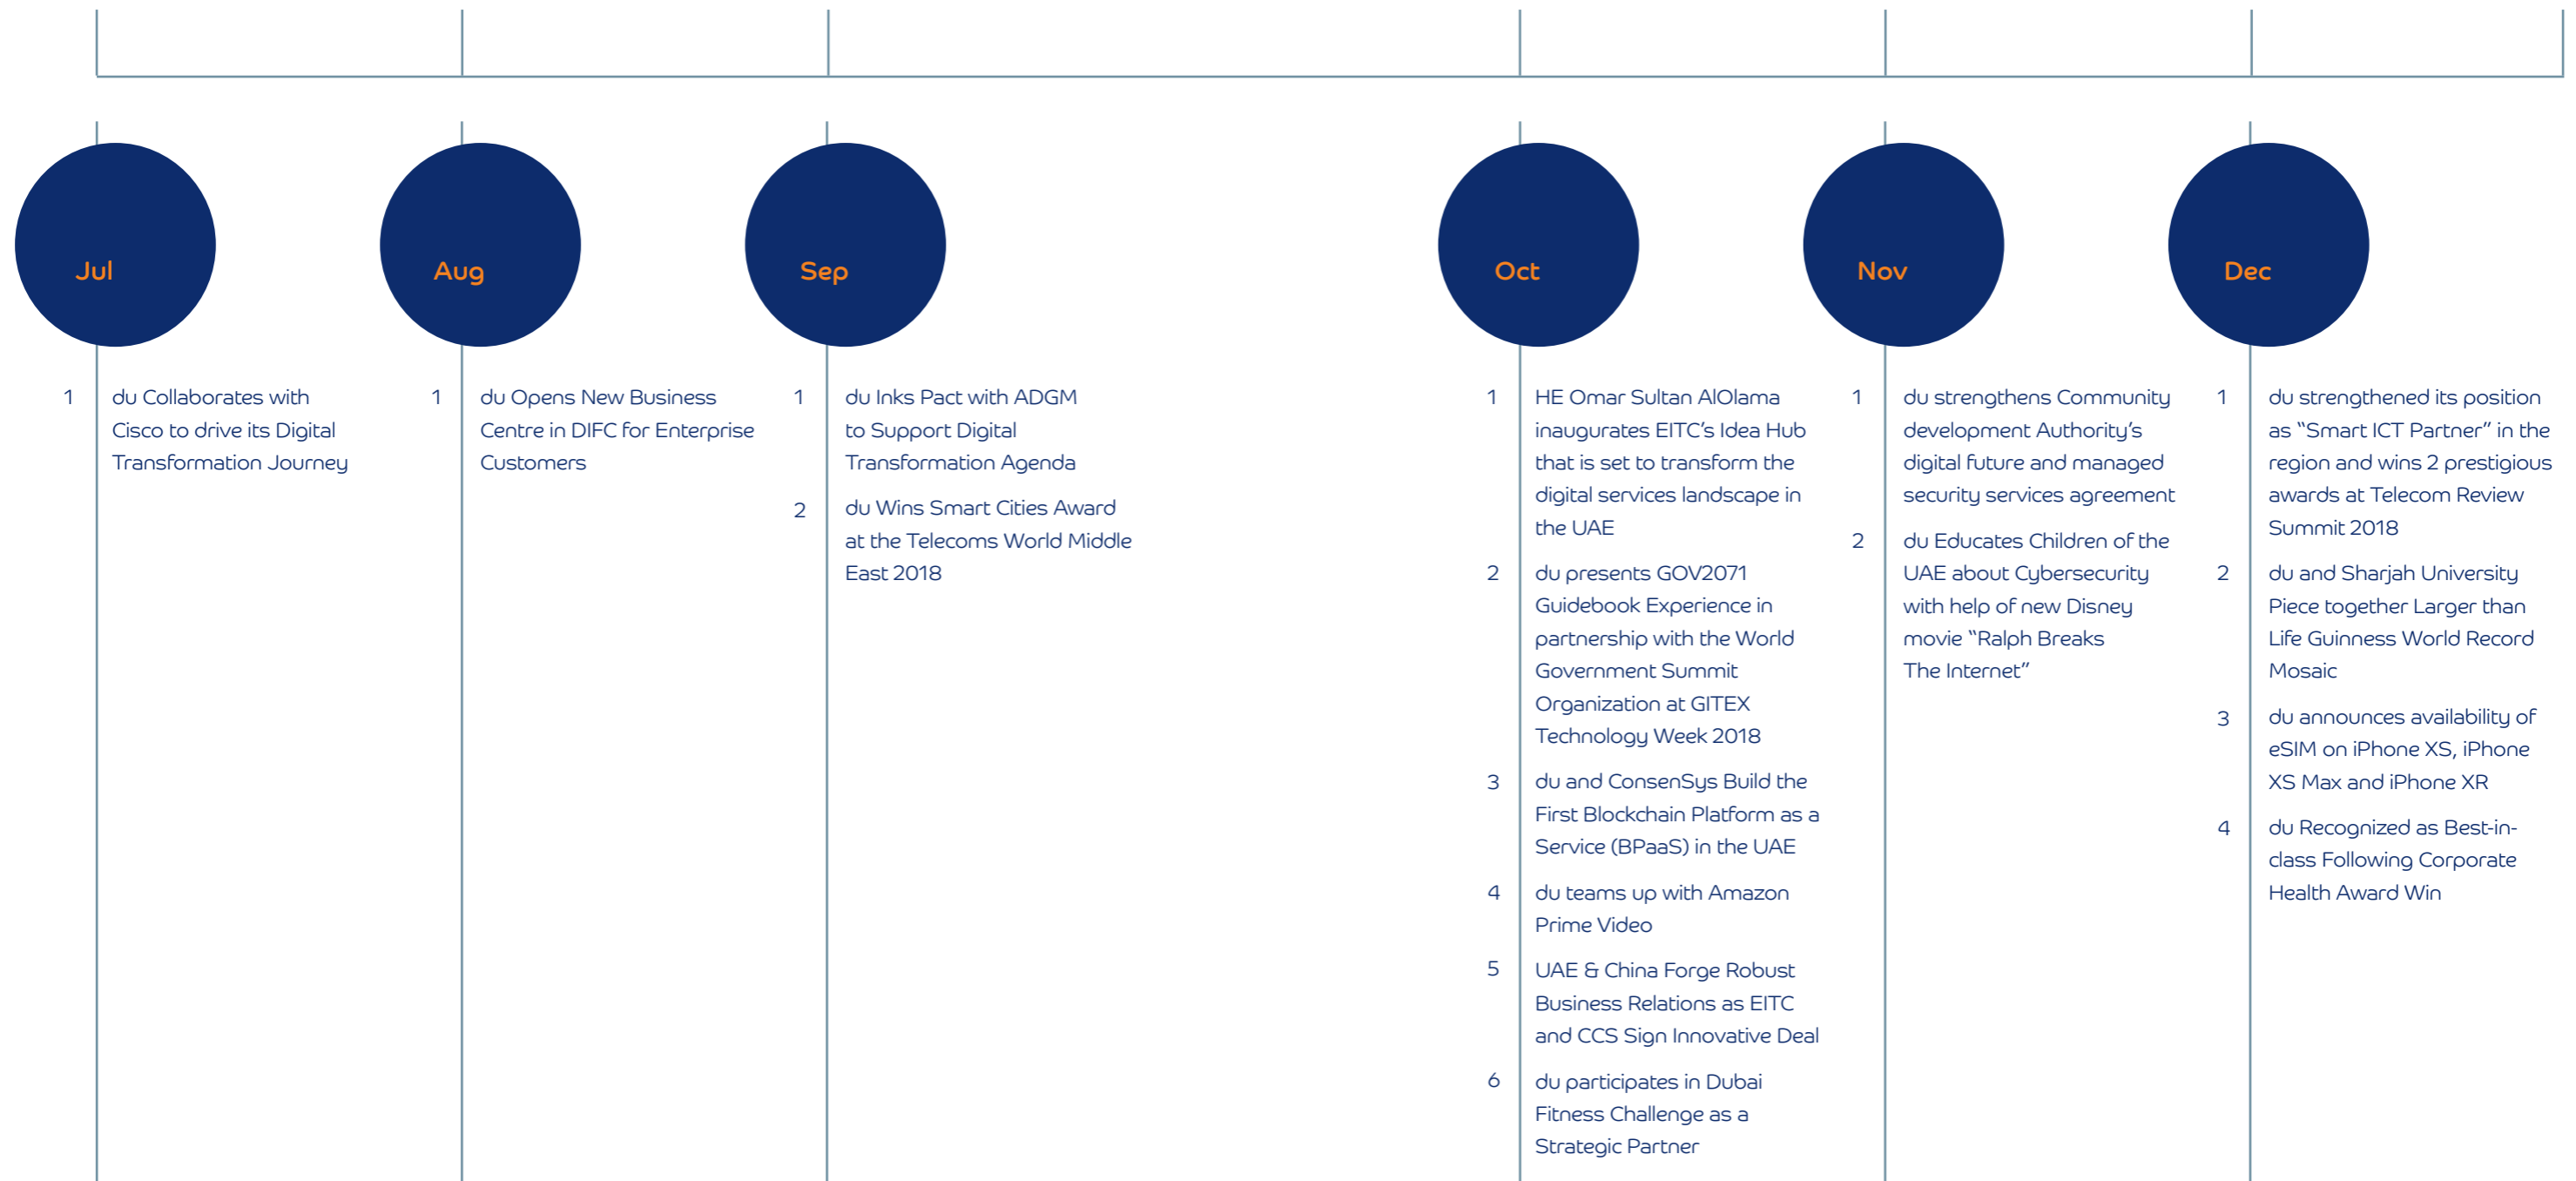 Jul
1
du Collaborates with
Cisco to drive its Digital
Transformation Journey
Aug
1
du Opens New Business
Centre in DIFC for Enterprise
Customers
Sep
1
du Inks Pact with ADGM
to Support Digital
Transformation Agenda
2
du Wins Smart Cities Award
at the Telecoms World Middle
East 2018
Oct
1
HE Omar Sultan AlOlama
inaugurates EITC's Idea Hub
that is set to transform the
digital services landscape in
the UAE
2
du presents GOV2071
Guidebook Experience in
partnership with the World
Government Summit
Organization at GITEX
Technology Week 2018
3
du and ConsenSys Build the
First Blockchain Platform as a
Service (BPaaS) in the UAE
4
du teams up with Amazon
Prime Video
5
UAE & China Forge Robust
Business Relations as EITC
and CCS Sign Innovative Deal
6
du participates in Dubai
Fitness Challenge as a
Strategic Partner
Nov
1
du strengthens Community
development Authority's
digital future and managed
security services agreement
2
du Educates Children of the
UAE about Cybersecurity
with help of new Disney
movie "Ralph Breaks
The Internet"
Dec
1
du strengthened its position
as "Smart ICT Partner" in the
region and wins 2 prestigious
awards at Telecom Review
Summit 2018
2
du and Sharjah University
Piece together Larger than
Life Guinness World Record
Mosaic
3
du announces availability of
eSIM on iPhone XS, iPhone
XS Max and iPhone XR
4
du Recognized as Best-in-
class Following Corporate
Health Award Win